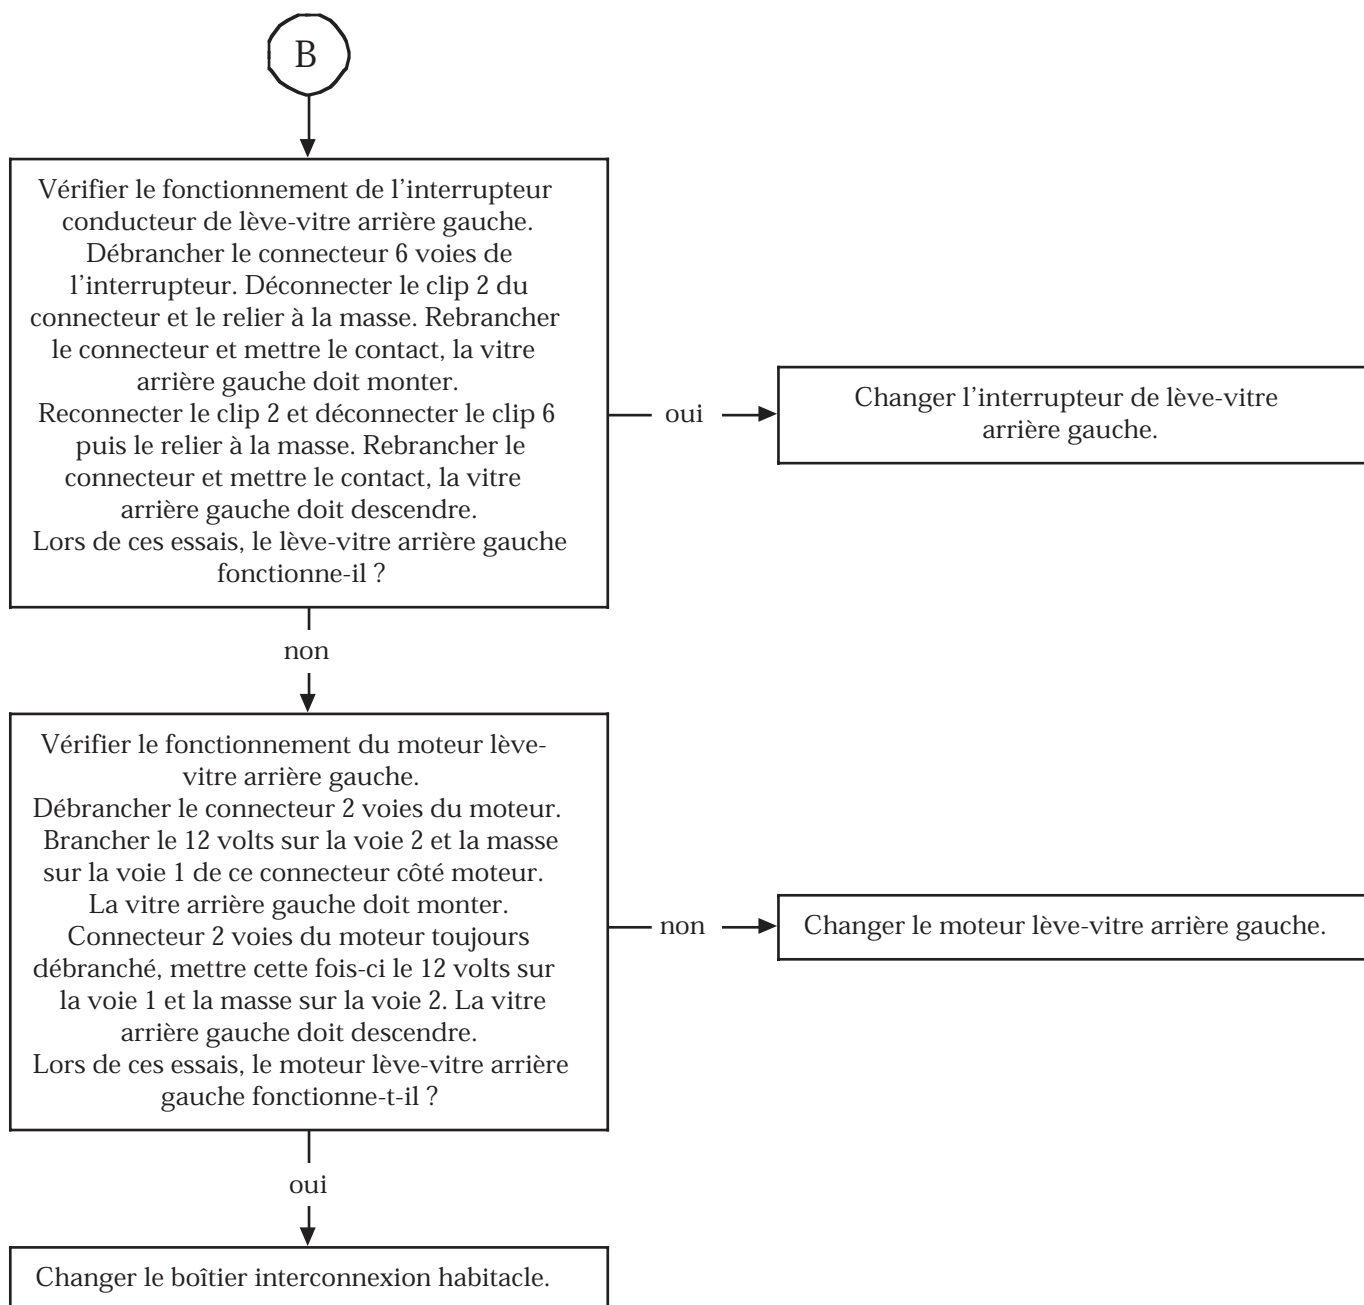 B
Vérifier le fonctionnement de l’interrupteur
conducteur de lève-vitre arrière gauche.
Débrancher le connecteur 6 voies de
l’interrupteur. Déconnecter le clip 2 du
connecteur et le relier à la masse. Rebrancher
le connecteur et mettre le contact, la vitre
arrière gauche doit monter.
Reconnecter le clip 2 et déconnecter le clip 6
puis le relier à la masse. Rebrancher le
connecteur et mettre le contact, la vitre
arrière gauche doit descendre.
Lors de ces essais, le lève-vitre arrière gauche
fonctionne-il ?
oui
Changer l’interrupteur de lève-vitre
arrière gauche.
non
Vérifier le fonctionnement du moteur lève-
vitre arrière gauche.
Débrancher le connecteur 2 voies du moteur.
Brancher le 12 volts sur la voie 2 et la masse
sur la voie 1 de ce connecteur côté moteur.
La vitre arrière gauche doit monter.
Connecteur 2 voies du moteur toujours
débranché, mettre cette fois-ci le 12 volts sur
la voie 1 et la masse sur la voie 2. La vitre
arrière gauche doit descendre.
Lors de ces essais, le moteur lève-vitre arrière
gauche fonctionne-t-il ?
non
Changer le moteur lève-vitre arrière gauche.
oui
Changer le boîtier interconnexion habitacle.